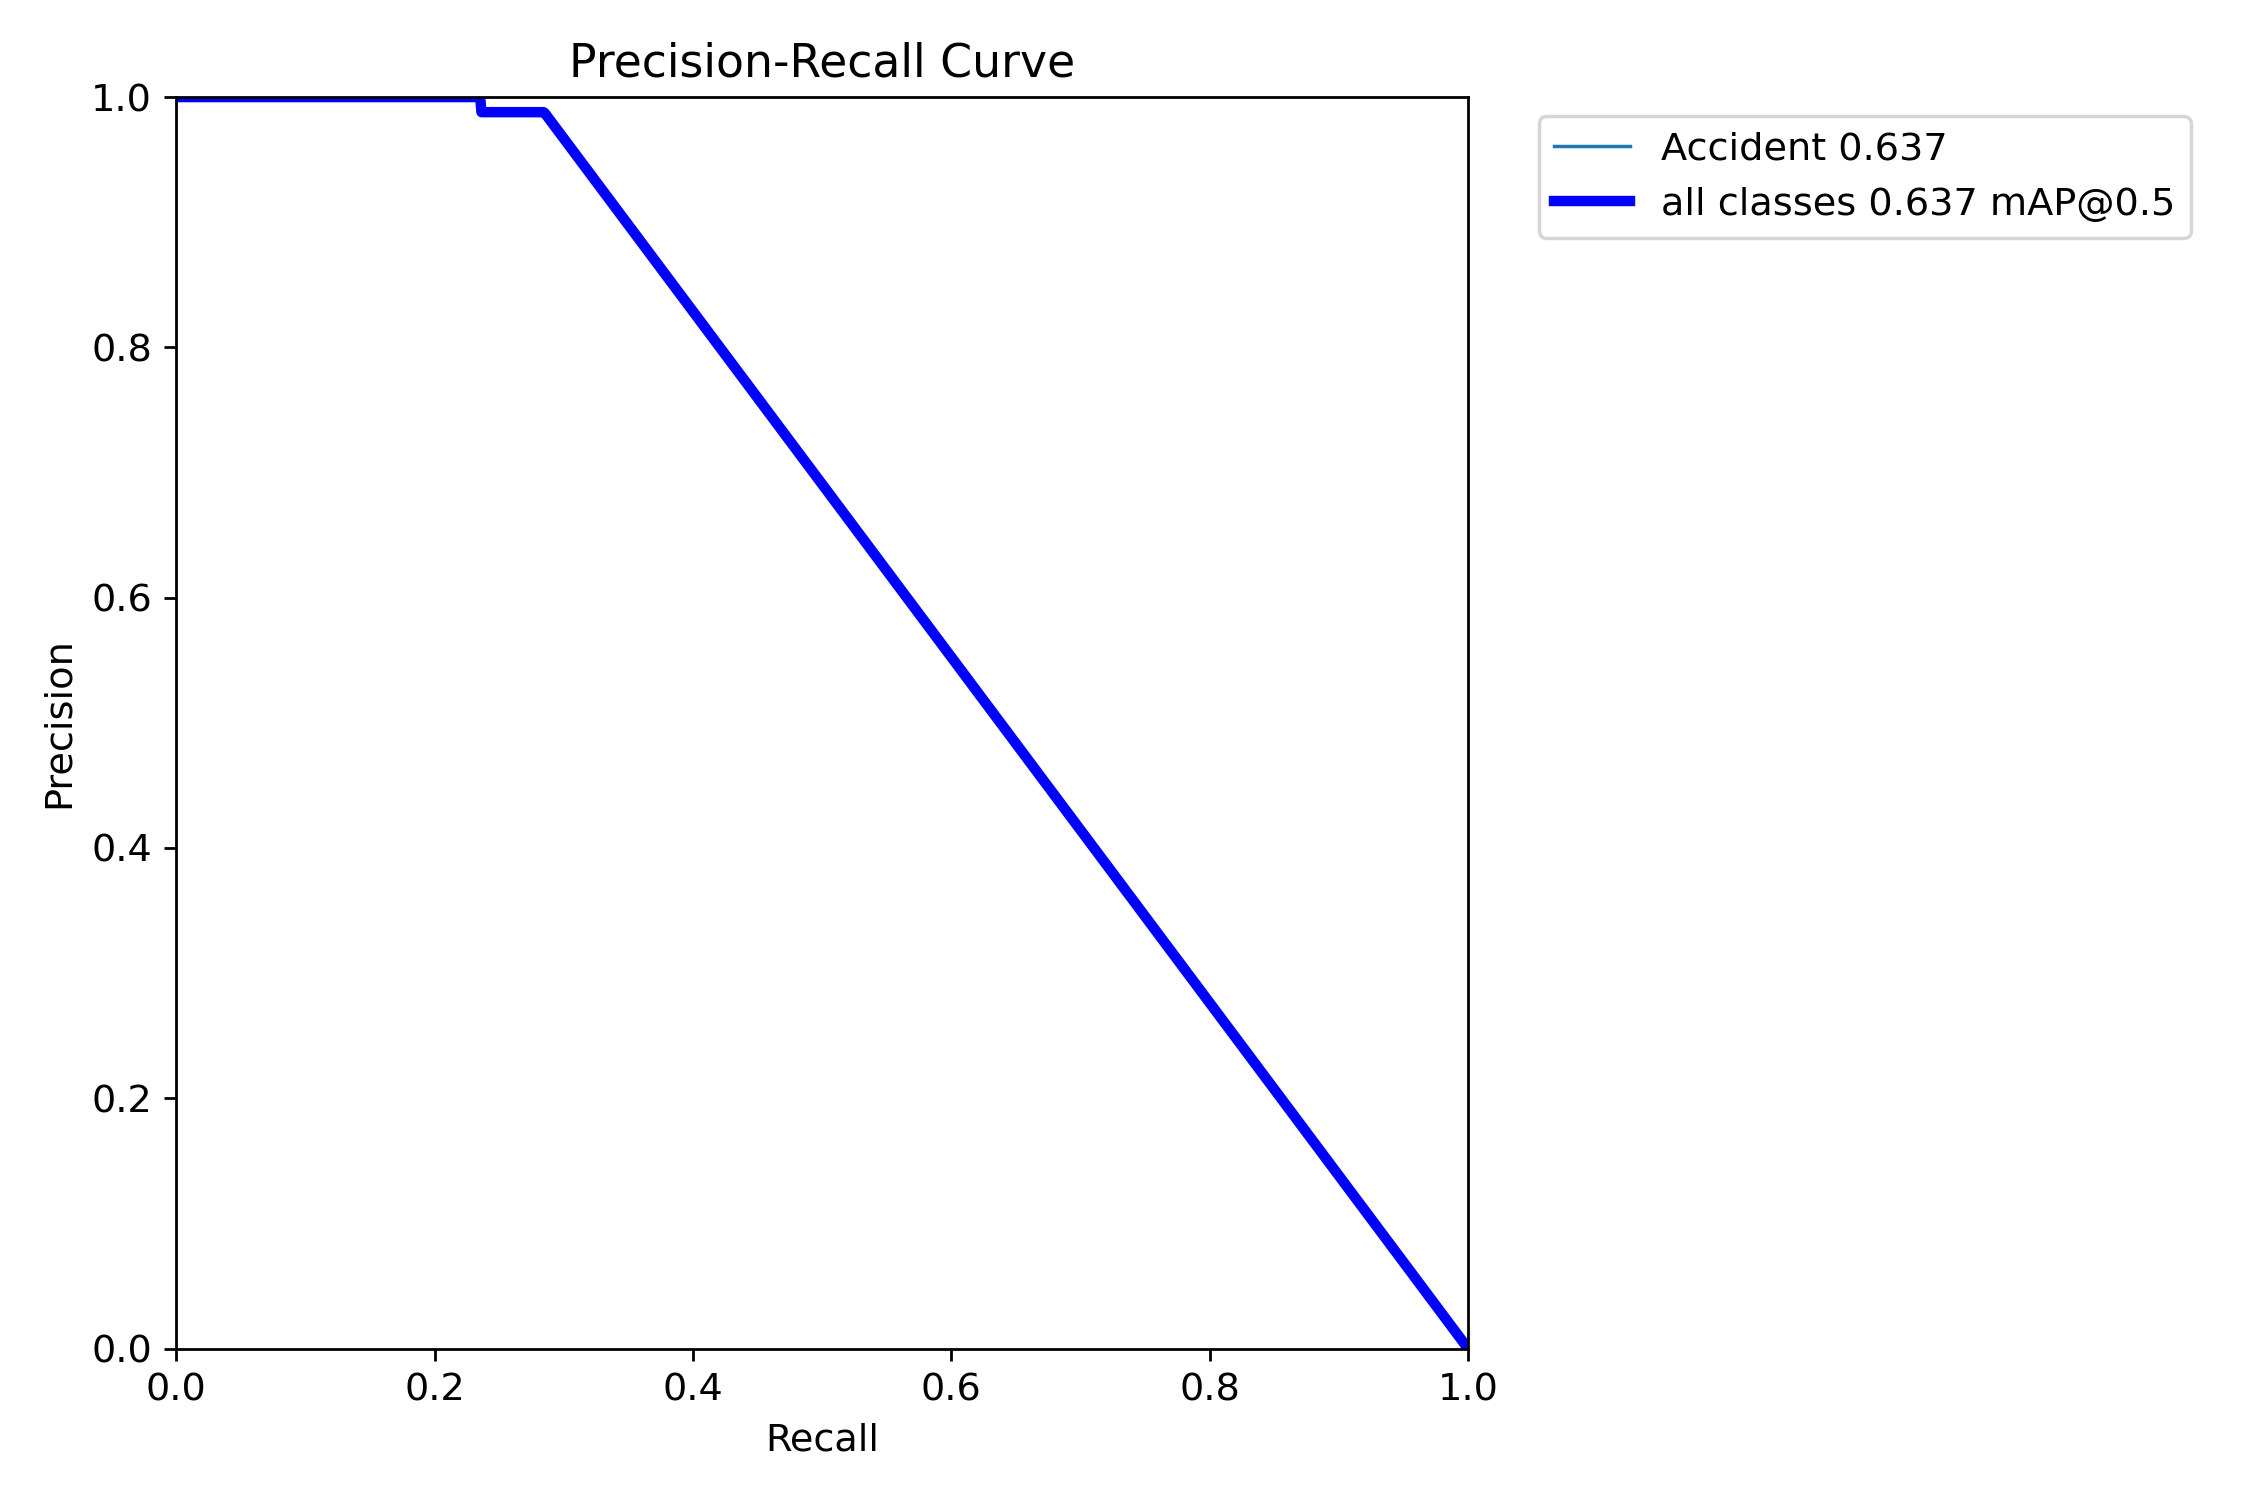 Precision-Recall Curve
1.0
0.8
0.6
0.4
0.2
0.0
Precision
0.0 0.2 0.4 0.6 0.8 1.0
Recall
Accident 0.637
all classes 0.637 mAP@0.5